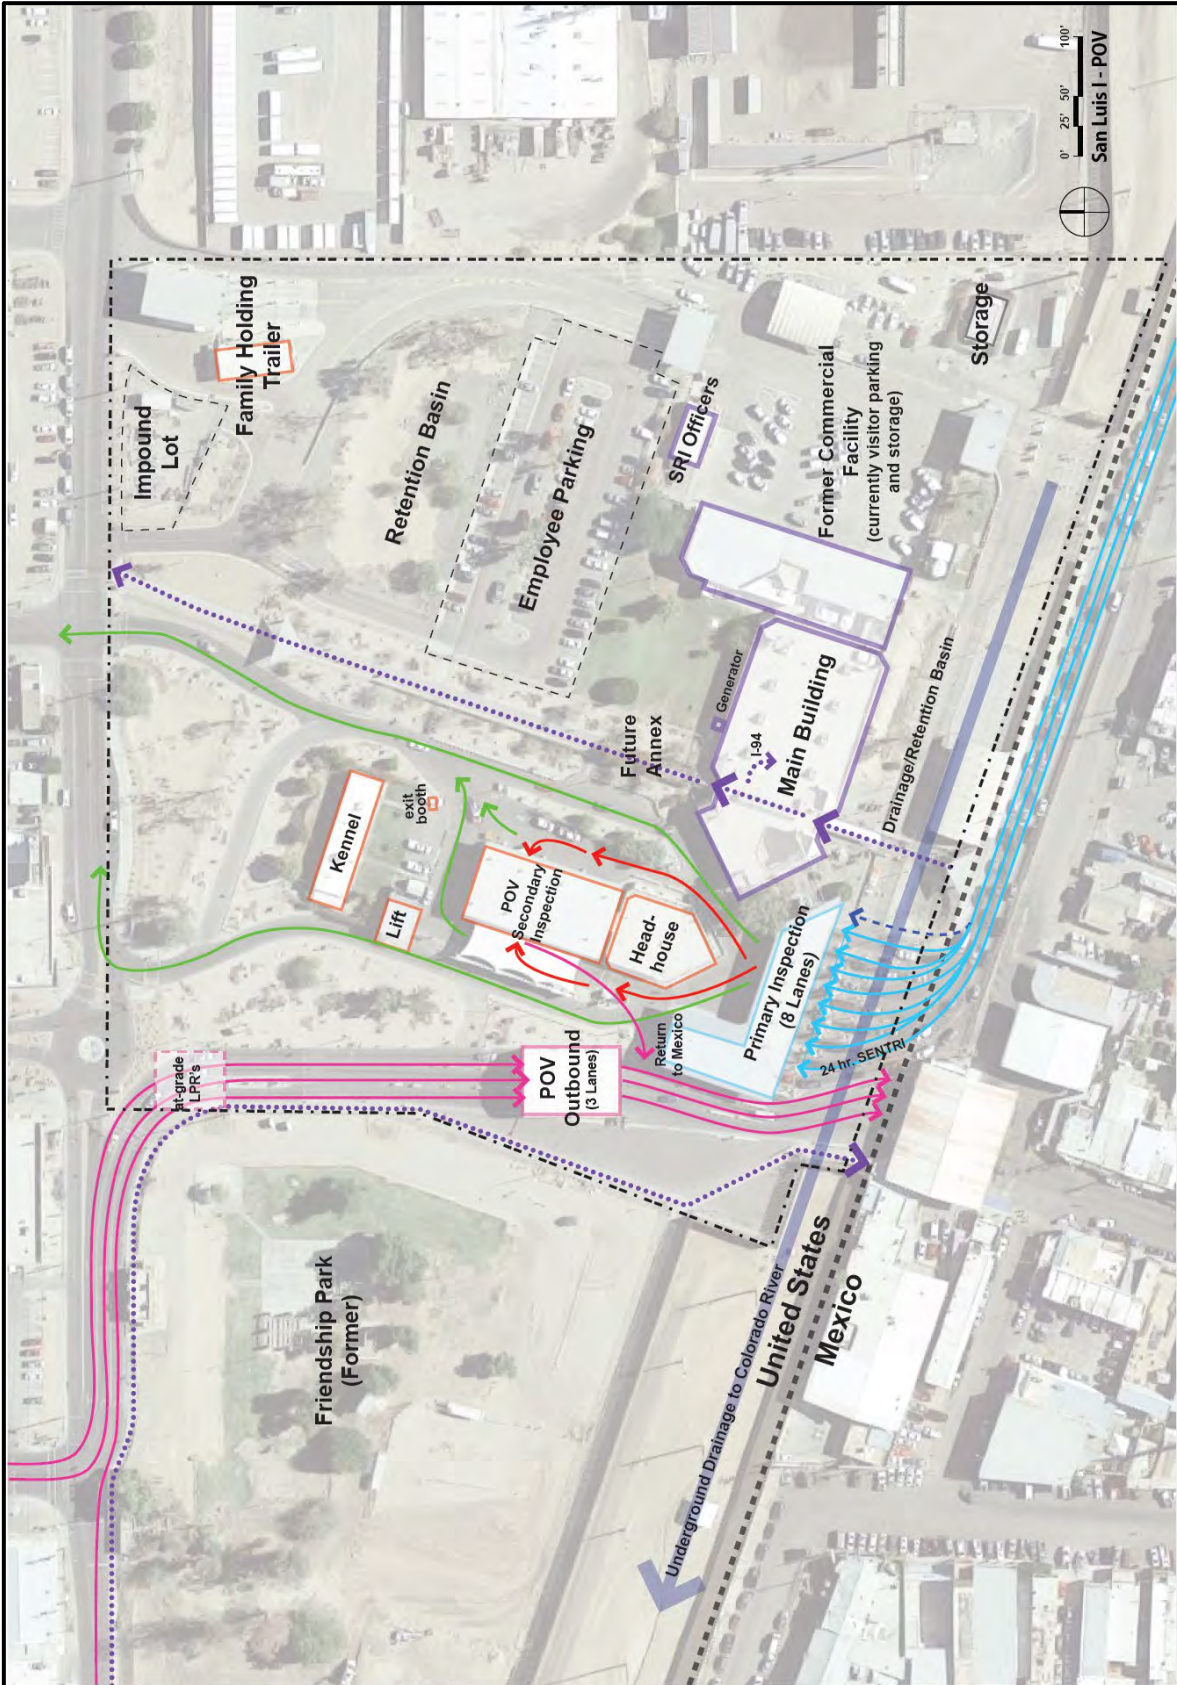 Impound
Lot
Family Holding
Trailer
Retention Basin
Employee Parking
SRI Officers
Former Commercial
Facility
(currently visitor parking
and storage)
Storage
Kennel
exit
booth
Lift
POV
Secondary
Inspection
Head-
house
Future
Annex
Generator
I-94
Main Building
Drainage/Retention Basin
Primary Inspection
(8 Lanes)
24 hr. SENTRI
Return
to Mexico
at-grade
LPR's
POV
Outbound
(3 Lanes)
Friendship Park
(Former)
Underground Drainage to Colorado River
United States
Mexico
0' 25' 50' 100'
San Luis I - POV